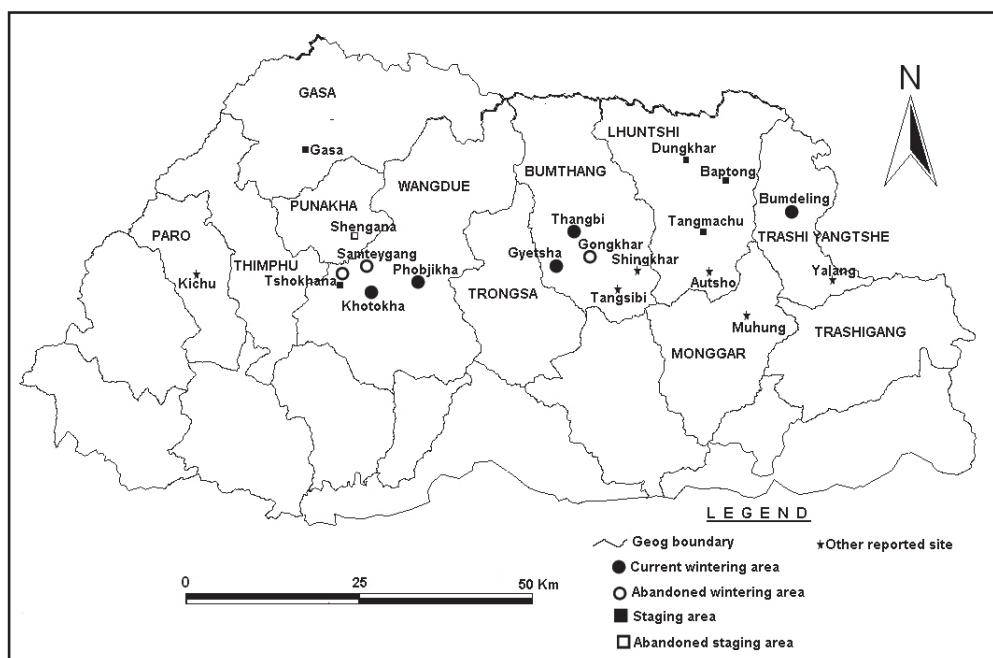 N
GASA
Gasa
LHUNTSHI
Dungkhar
Baptong
BUMTHANG
WANGDUE
PUNAKHA
Bumdeling
Shengana
Thangbi
Tangmachu
PARO
TRASHI YANGTSHE
Samteygang
Gongkhar
THIMPHU
Gyetsha
Shingkhar
Phobjikha
Kichu
Tshokhana
Yalang
Autsho
TRONGSA
Khotokha
Tangsibi
Muhung
TRASHIGANG
MONGGAR
LEGEND
Geog boundary
Other reported site
Current wintering area
Abandoned wintering area
Staging area
Abandoned staging area
0 25 50 Km